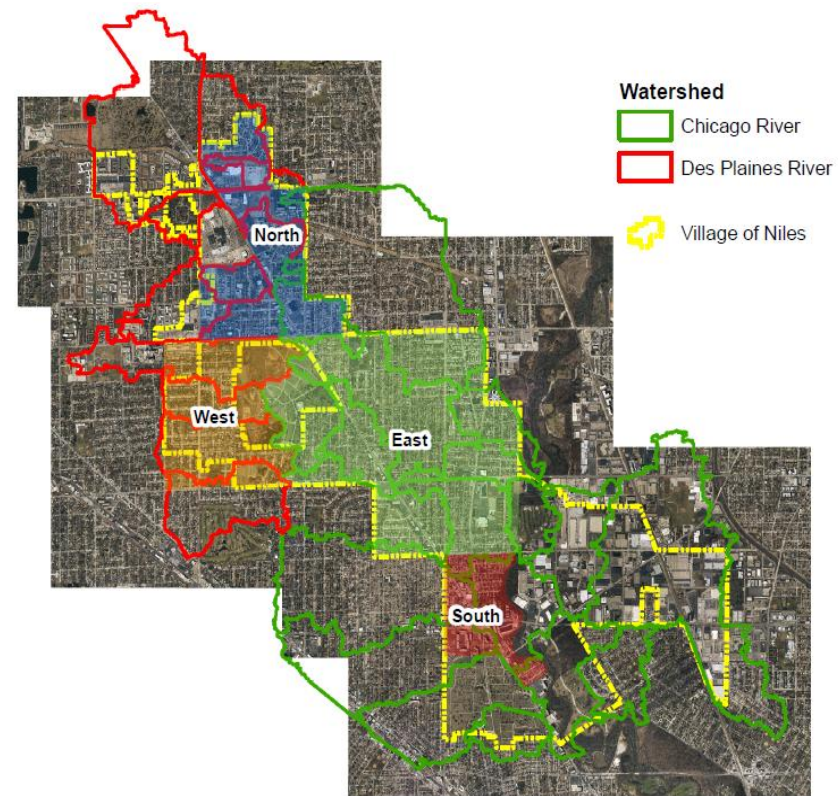 Watershed
Chicago River
Des Plaines River
Village of Niles
North
West
East
South